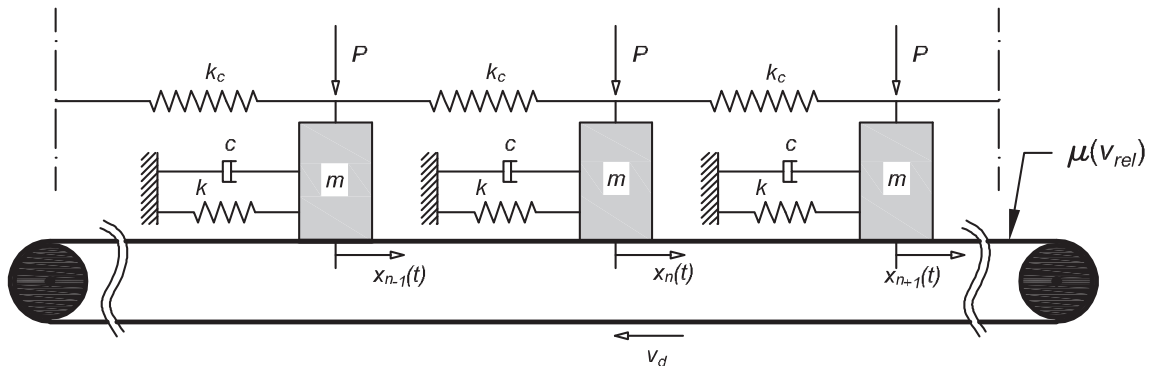 P P P
k_c k_c k_c
c c c
m m m
μ(v_rel)
k k k
x_{n-1}(t) x_n(t) x_{n+1}(t)
v_d